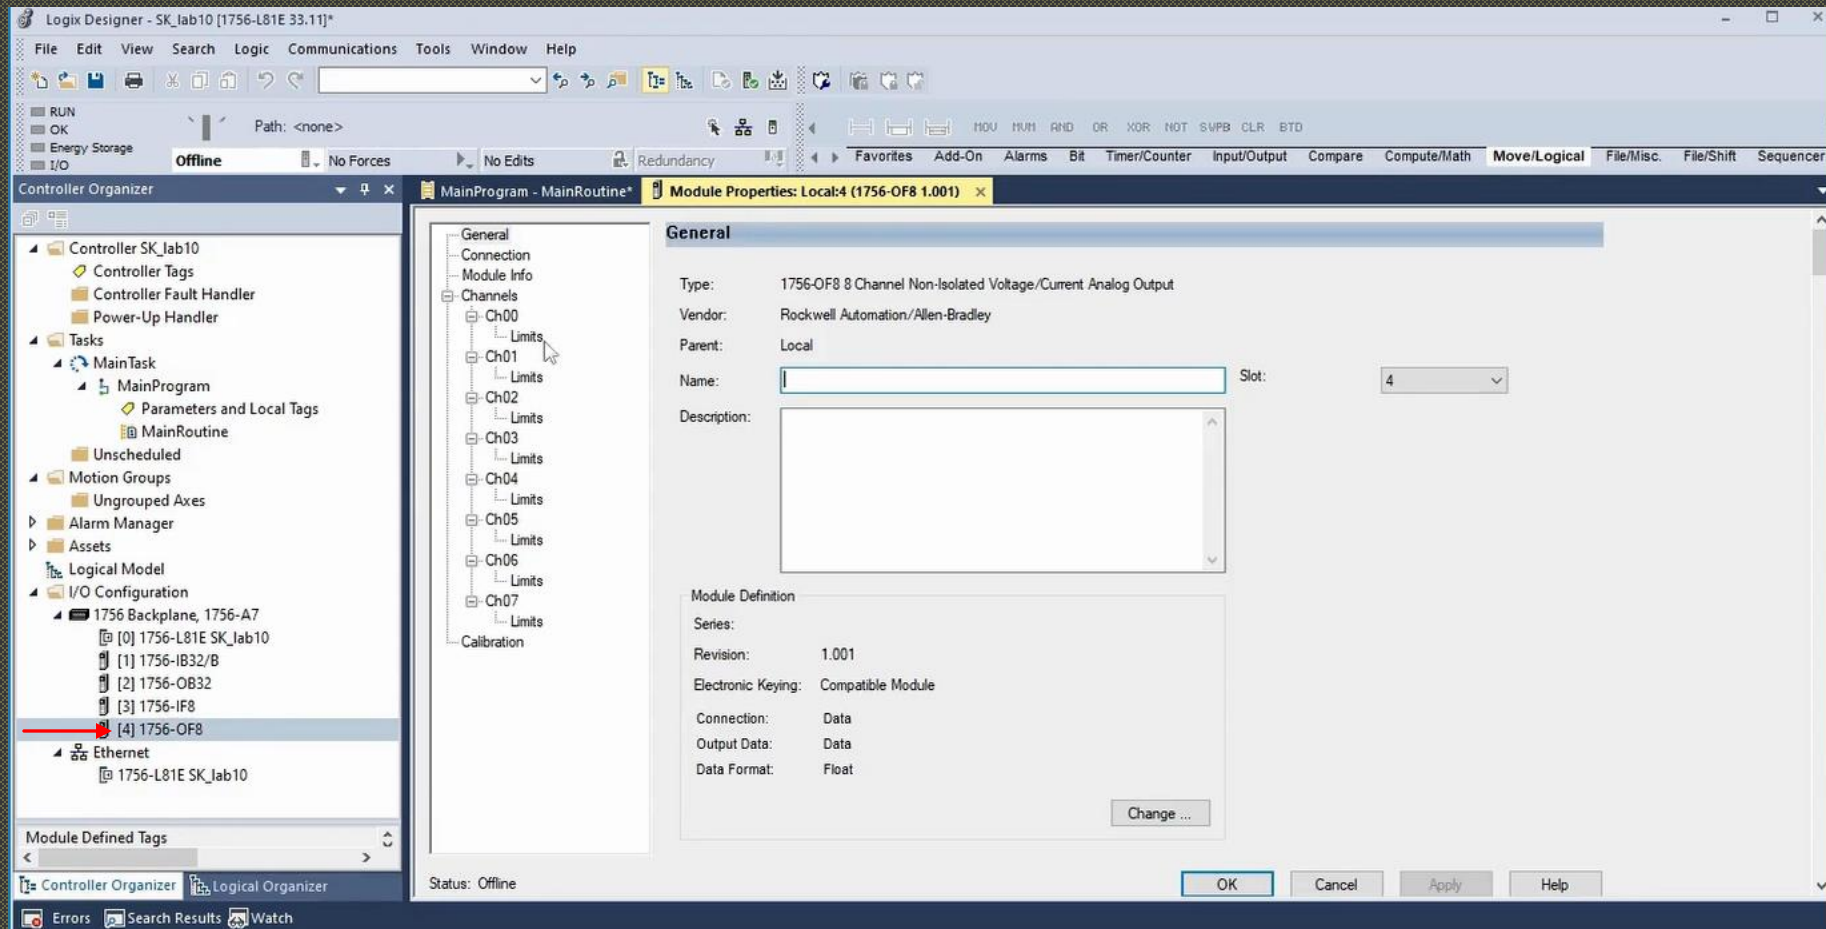 Logix Designer - SK_lab10 [1756-L81E 33.11]*
File Edit View Search Logic Communications Tools Window Help
RUN
OK
Energy Storage
I/O
Path: <none>
Offline No Forces No Edits Redundancy
MOV MVM AND OR XOR NOT SWPB CLR BTD
Favorites Add-On Alarms Bit Timer/Counter Input/Output Compare Compute/Math Move/Logical File/Misc. File/Shift Sequencer
Controller Organizer
Controller SK_lab10
Controller Tags
Controller Fault Handler
Power-Up Handler
Tasks
MainTask
MainProgram
Parameters and Local Tags
MainRoutine
Unscheduled
Motion Groups
Ungrouped Axes
Alarm Manager
Assets
Logical Model
I/O Configuration
1756 Backplane, 1756-A7
[0] 1756-L81E SK_lab10
[1] 1756-IB32/B
[2] 1756-OB32
[3] 1756-IF8
[4] 1756-OF8
Ethernet
1756-L81E SK_lab10
Module Defined Tags
Controller Organizer Logical Organizer
MainProgram - MainRoutine* Module Properties: Local:4 (1756-OF8 1.001)
General
Connection
Module Info
Channels
Ch00
Limits
Ch01
Limits
Ch02
Limits
Ch03
Limits
Ch04
Limits
Ch05
Limits
Ch06
Limits
Ch07
Limits
Calibration
General
Type: 1756-OF8 8 Channel Non-Isolated Voltage/Current Analog Output
Vendor: Rockwell Automation/Allen-Bradley
Parent: Local
Name: Slot: 4
Description:
Module Definition
Series:
Revision: 1.001
Electronic Keying: Compatible Module
Connection: Data
Output Data: Data
Data Format: Float
Change ...
Status: Offline
OK Cancel Apply Help
Errors Search Results Watch